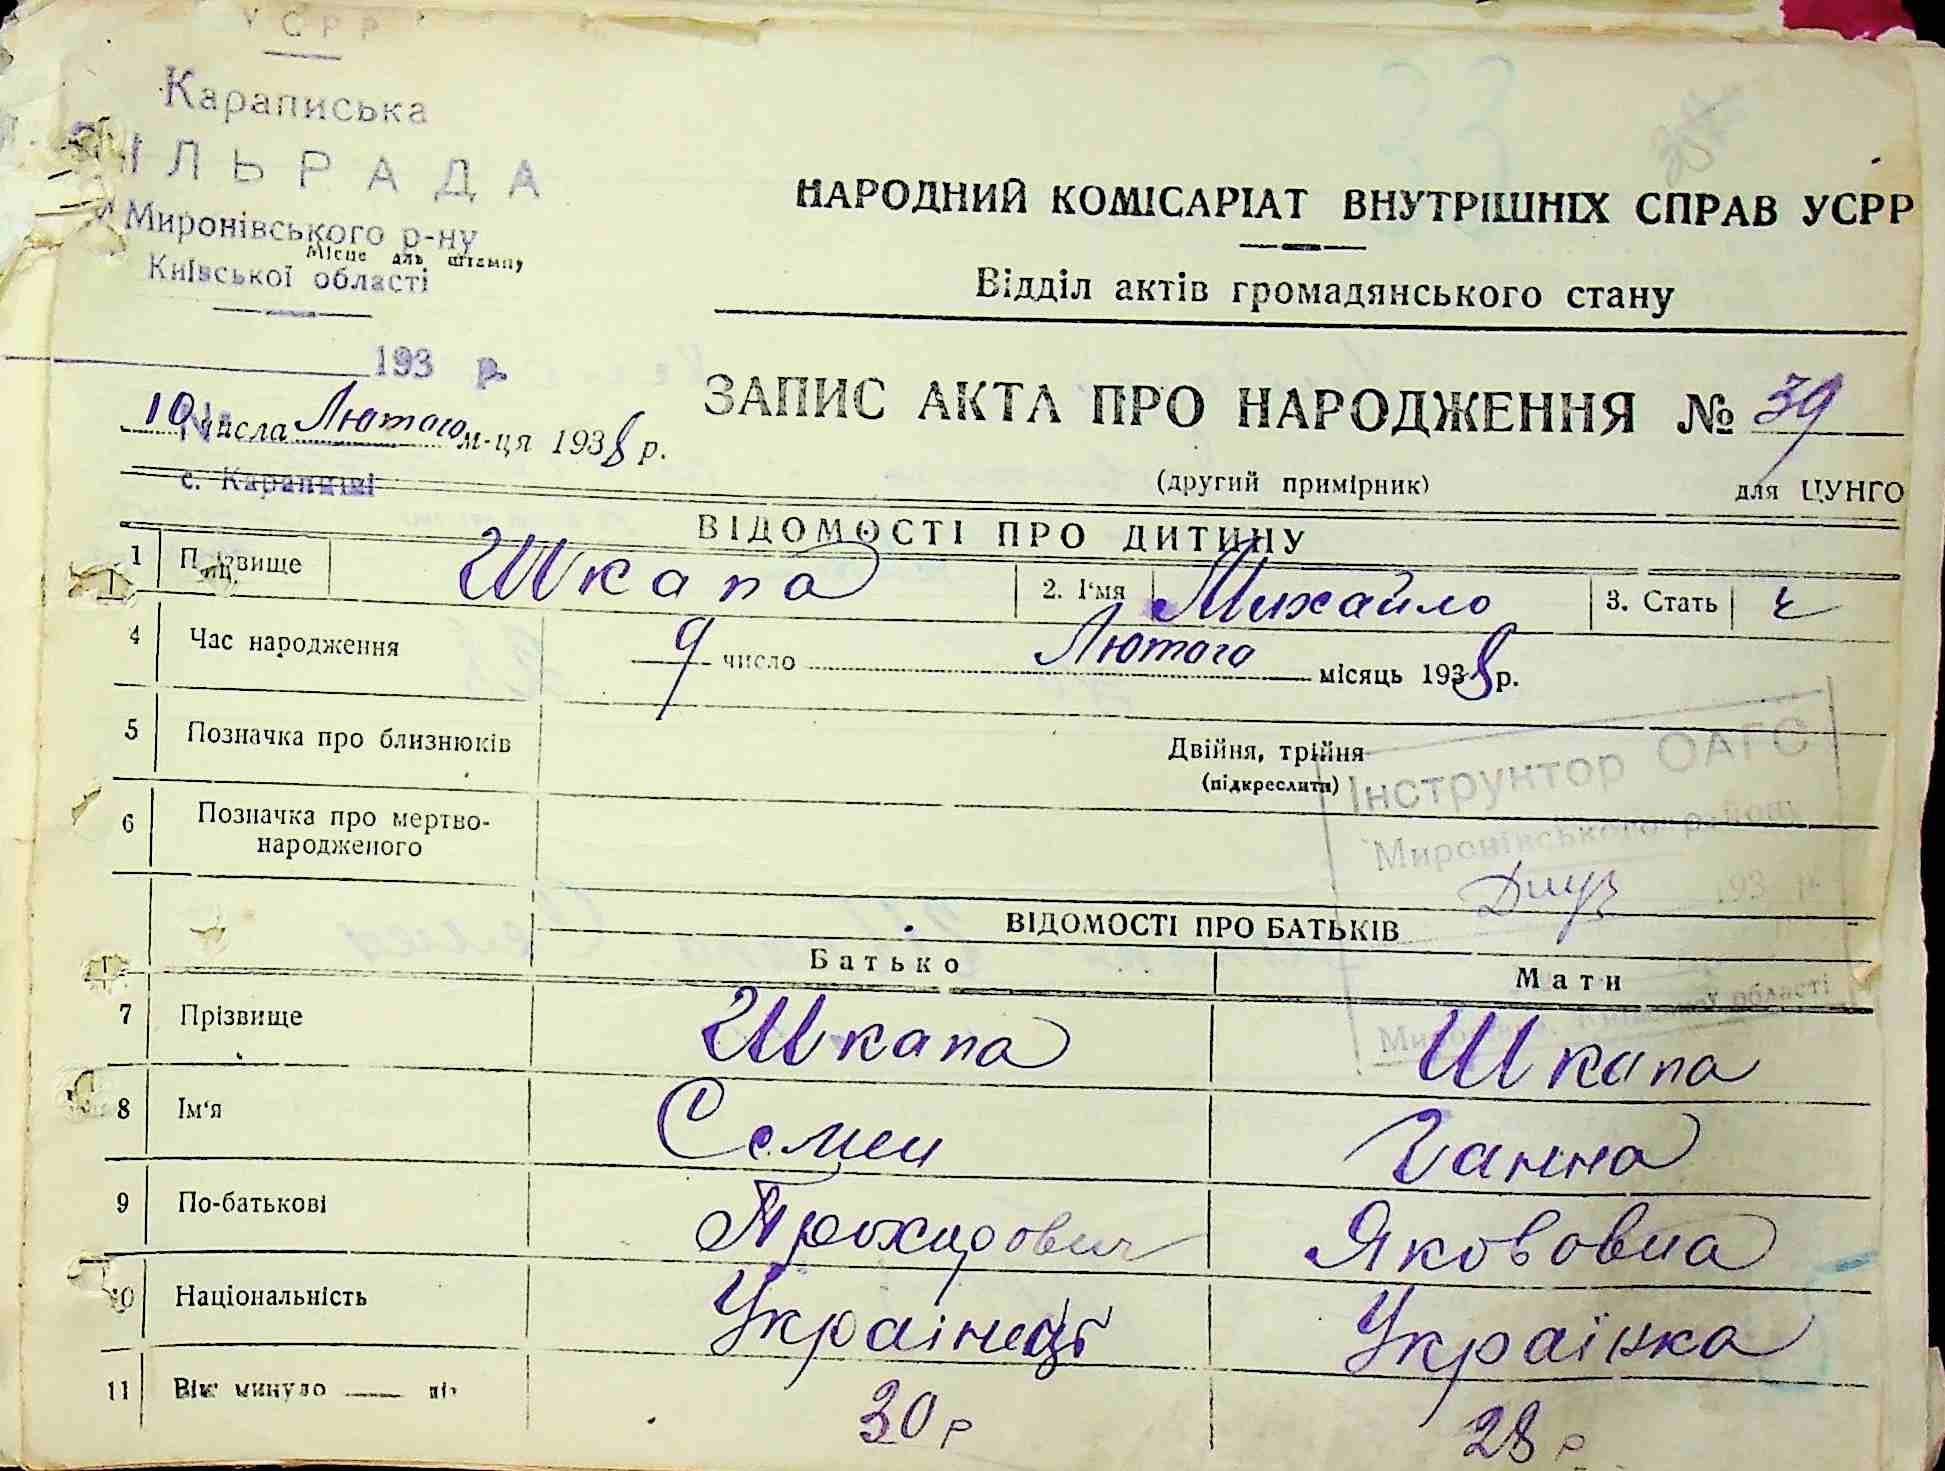 УСРР
Караписька
СІЛЬРАДА
Миронівського р-ну
Місце для штампу
Київської області
193 р.
№
10 числа Лютого м-ця 1938 р.
с. Карапиші
НАРОДНИЙ КОМІСАРІАТ ВНУТРІШНІХ СПРАВ УСРР
Відділ актів громадянського стану
ЗАПИС АКТА ПРО НАРОДЖЕННЯ № 39
(другий примірник) для ЦУНГО
ВІДОМОСТІ ПРО ДИТИНУ
1 Прізвище Шкапа 2. І'мя Михайло 3. Стать ч
4 Час народження 9 число Лютого місяць 1938 р.
5 Позначка про близнюків Двійня, трійня
(підкреслити)
Інструктор ОАГС
Миронівського району
193 р.
6 Позначка про мертво-
народженого
ВІДОМОСТІ ПРО БАТЬКІВ
Батько Мати
області
7 Прізвище Шкапа Шкапа
8 Ім'я Семен Ганна
9 По-батькові Якововна
10 Національність Українець Українка
11 Вік минуло — літ 30 р 28 р